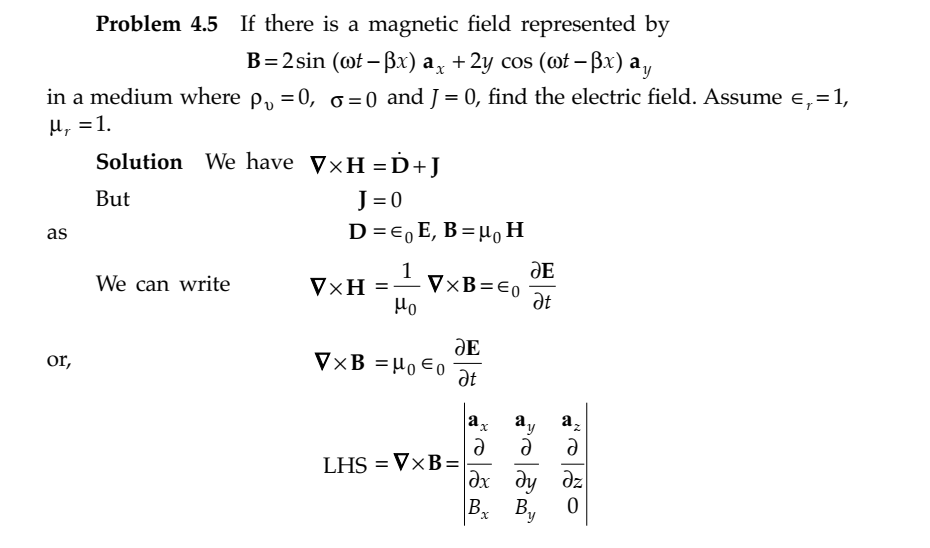 Problem 4.5 If there is a magnetic field represented by
B = 2 sin (ωt – βx) a_x + 2y cos (ωt – βx) a_y
in a medium where ρ_υ = 0, σ = 0 and J = 0, find the electric field. Assume ∈_r = 1,
μ_r = 1.
Solution We have ∇ × H = Ḋ + J
But J = 0
as D = ∈_0 E, B = μ_0 H
We can write ∇ × H = 1/μ_0 ∇ × B = ∈_0 ∂E/∂t
or, ∇ × B = μ_0 ∈_0 ∂E/∂t
LHS = ∇ × B = | a_x a_y a_z |
| ∂/∂x ∂/∂y ∂/∂z |
| B_x B_y 0 |